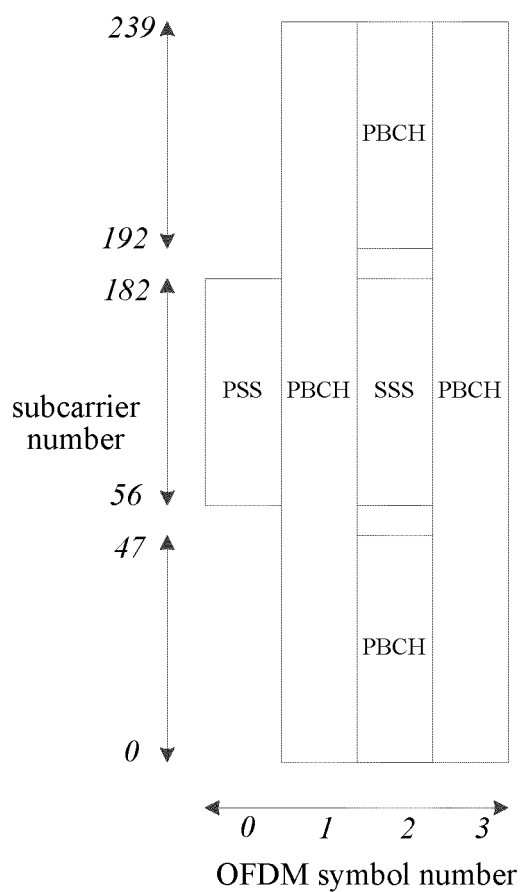 239
PBCH
192
182
PSS PBCH SSS PBCH
subcarrier
number
56
47
PBCH
0
0 1 2 3
OFDM symbol number